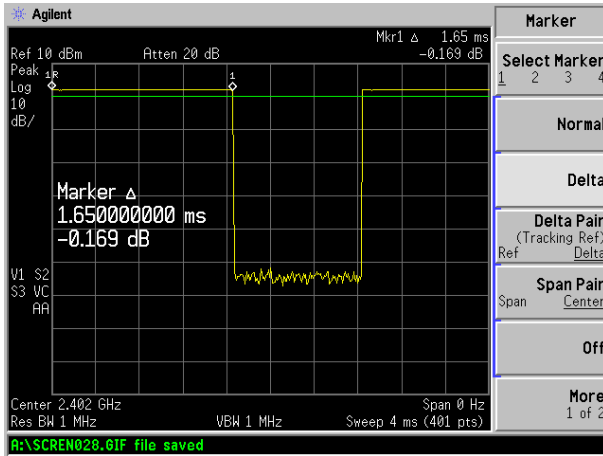 Agilent
Marker
Mkr1 Δ 1.65 ms
Ref 10 dBm Atten 20 dB -0.169 dB
Peak
Log
10
dB/
1R
1
Marker Δ
1.650000000 ms
-0.169 dB
V1 S2
S3 VC
AA
Center 2.402 GHz Span 0 Hz
Res BW 1 MHz VBW 1 MHz Sweep 4 ms (401 pts)
A:\SCREN028.GIF file saved
Select Marker
1 2 3 4
Normal
Delta
Delta Pair
(Tracking Ref)
Ref Delta
Span Pair
Span Center
Off
More
1 of 2